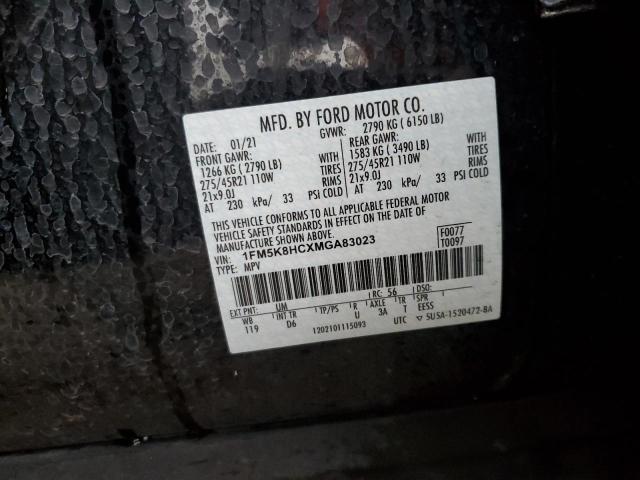 MFD. BY FORD MOTOR CO.
DATE: 01/21 GVWR: 2790 KG ( 6150 LB)
FRONT GAWR: REAR GAWR:
1266 KG ( 2790 LB) WITH 1583 KG ( 3490 LB) WITH
275/45R21 110W TIRES 275/45R21 110W TIRES
21x9.0J RIMS 21x9.0J RIMS
AT 230 kPa/ 33 PSI COLD AT 230 kPa/ 33 PSI COLD
THIS VEHICLE CONFORMS TO ALL APPLICABLE FEDERAL MOTOR
VEHICLE SAFETY STANDARDS IN EFFECT ON THE DATE OF
MANUFACTURE SHOWN ABOVE.
VIN: 1FM5K8HCXMGA83023 F0077
TYPE: MPV T0097
EXT PNT: UM RC: 56 DSO:
WB INT TR TP/PS R AXLE TR SPR
119 D6 U 3A T EESS
1202101115093 UTC ▽ 5U5A-1520472-BA